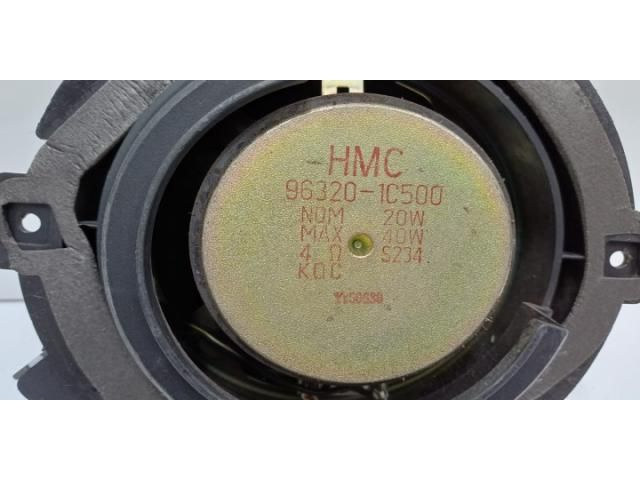 HMC
96320-1C500
NOM 20W
MAX 40W
4 Ω S234
KOC